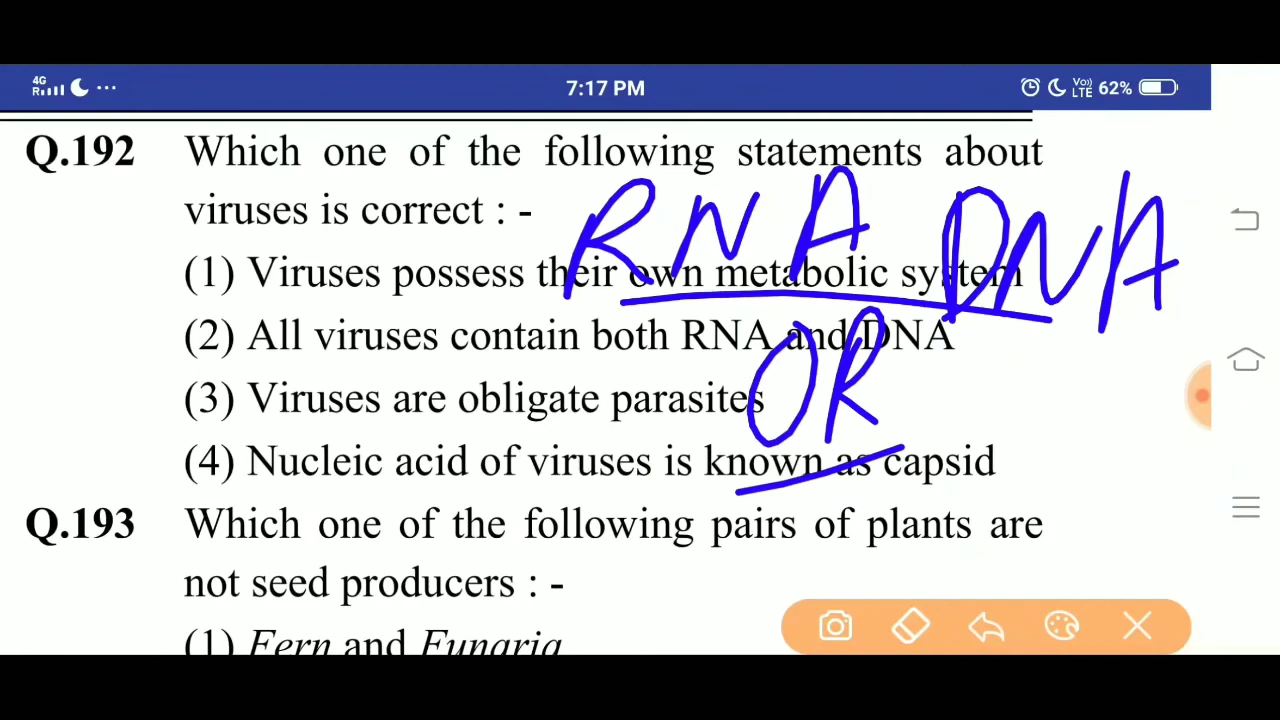 4G
R
7:17 PM
Vo)) LTE 62%
Q.192 Which one of the following statements about
viruses is correct : -
RNA DNA
(1) Viruses possess their own metabolic system
(2) All viruses contain both RNA and DNA
OR
(3) Viruses are obligate parasites
(4) Nucleic acid of viruses is known as capsid
Q.193 Which one of the following pairs of plants are
not seed producers : -
(1) Fern and Funaria